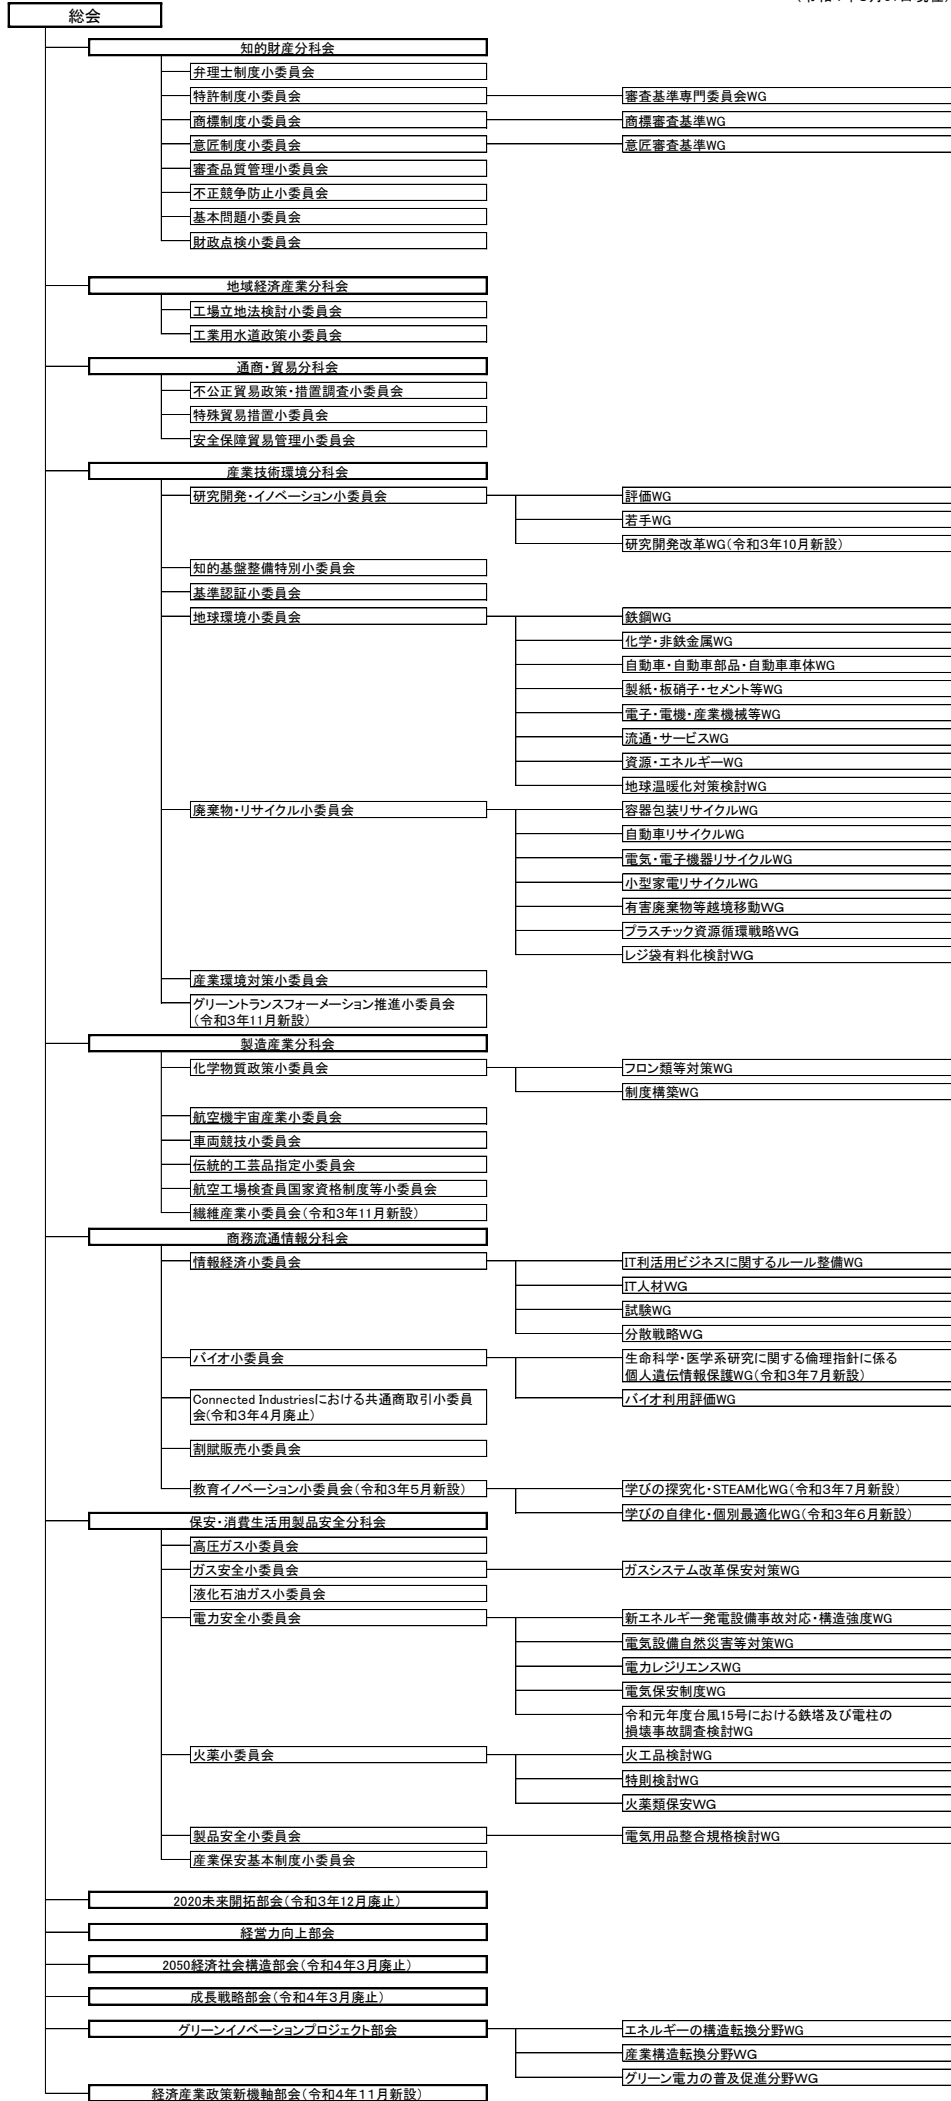 総会
知的財産分科会
弁理士制度小委員会
特許制度小委員会
審査基準専門委員会WG
商標制度小委員会
商標審査基準WG
意匠制度小委員会
意匠審査基準WG
審査品質管理小委員会
不正競争防止小委員会
基本問題小委員会
財政点検小委員会
地域経済産業分科会
工場立地法検討小委員会
工業用水道政策小委員会
通商・貿易分科会
不公正貿易政策・措置調査小委員会
特殊貿易措置小委員会
安全保障貿易管理小委員会
産業技術環境分科会
研究開発・イノベーション小委員会
評価WG
若手WG
研究開発改革WG(令和3年10月新設)
知的基盤整備特別小委員会
基準認証小委員会
地球環境小委員会
鉄鋼WG
化学・非鉄金属WG
自動車・自動車部品・自動車車体WG
製紙・板硝子・セメント等WG
電子・電機・産業機械等WG
流通・サービスWG
資源・エネルギーWG
地球温暖化対策検討WG
廃棄物・リサイクル小委員会
容器包装リサイクルWG
自動車リサイクルWG
電気・電子機器リサイクルWG
小型家電リサイクルWG
有害廃棄物等越境移動WG
プラスチック資源循環戦略WG
レジ袋有料化検討WG
産業環境対策小委員会
グリーントランスフォーメーション推進小委員会
(令和3年11月新設)
製造産業分科会
化学物質政策小委員会
フロン類等対策WG
制度構築WG
航空機宇宙産業小委員会
車両競技小委員会
伝統的工芸品指定小委員会
航空工場検査員国家資格制度等小委員会
繊維産業小委員会(令和3年11月新設)
商務流通情報分科会
情報経済小委員会
IT利活用ビジネスに関するルール整備WG
IT人材WG
試験WG
分散戦略WG
バイオ小委員会
生命科学・医学系研究に関する倫理指針に係る
個人遺伝情報保護WG(令和3年7月新設)
バイオ利用評価WG
Connected Industriesにおける共通商取引小委員
会(令和3年4月廃止)
割賦販売小委員会
教育イノベーション小委員会(令和3年5月新設)
学びの探究化・STEAM化WG(令和3年7月新設)
学びの自律化・個別最適化WG(令和3年6月新設)
保安・消費生活用製品安全分科会
高圧ガス小委員会
ガス安全小委員会
ガスシステム改革保安対策WG
液化石油ガス小委員会
電力安全小委員会
新エネルギー発電設備事故対応・構造強度WG
電気設備自然災害等対策WG
電力レジリエンスWG
電気保安制度WG
令和元年度台風15号における鉄塔及び電柱の
損壊事故調査検討WG
火薬小委員会
火工品検討WG
特則検討WG
火薬類保安WG
製品安全小委員会
電気用品整合規格検討WG
産業保安基本制度小委員会
2020未来開拓部会(令和3年12月廃止)
経営力向上部会
2050経済社会構造部会(令和4年3月廃止)
成長戦略部会(令和4年3月廃止)
グリーンイノベーションプロジェクト部会
エネルギーの構造転換分野WG
産業構造転換分野WG
グリーン電力の普及促進分野WG
経済産業政策新機軸部会(令和4年11月新設)